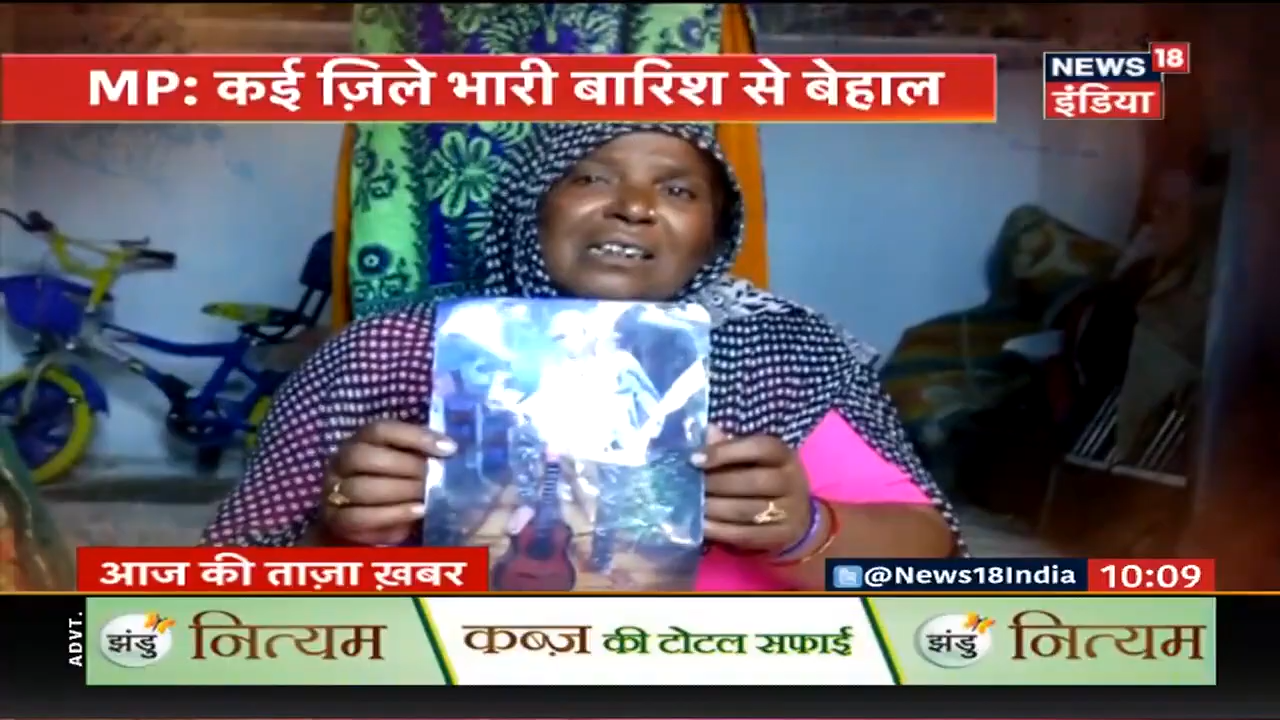 MP: कई ज़िले भारी बारिश से बेहाल
NEWS 18
इंडिया
आज की ताज़ा ख़बर
@News18India 10:09
ADVT.
झंडु नित्यम
कब्ज़ की टोटल सफाई
झंडु नित्यम